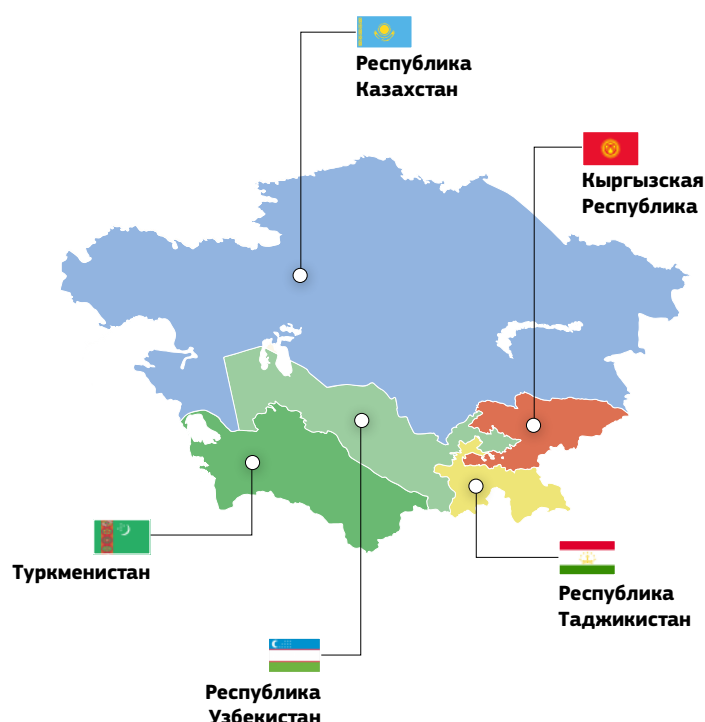 Республика
Казахстан
Кыргызская
Республика
Туркменистан
Республика
Таджикистан
Республика
Узбекистан